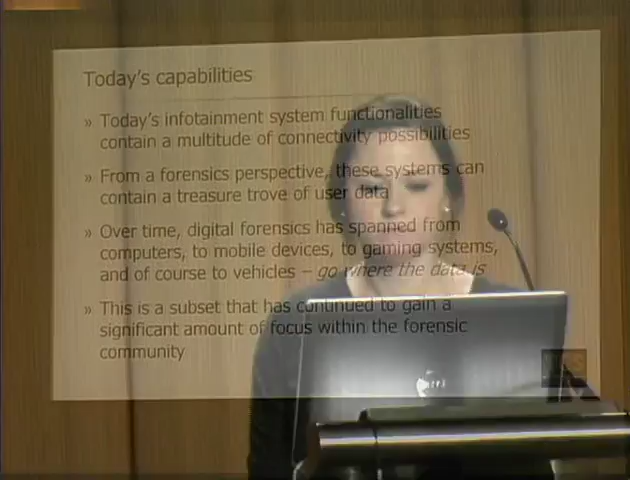 Today's capabilities
» Today's infotainment system functionalities
contain a multitude of connectivity possibilities
» From a forensics perspective, these systems can
contain a treasure trove of user data
» Over time, digital forensics has spanned from
computers, to mobile devices, to gaming systems,
and of course to vehicles – go where the data is
» This is a subset that has continued to gain a
significant amount of focus within the forensic
community